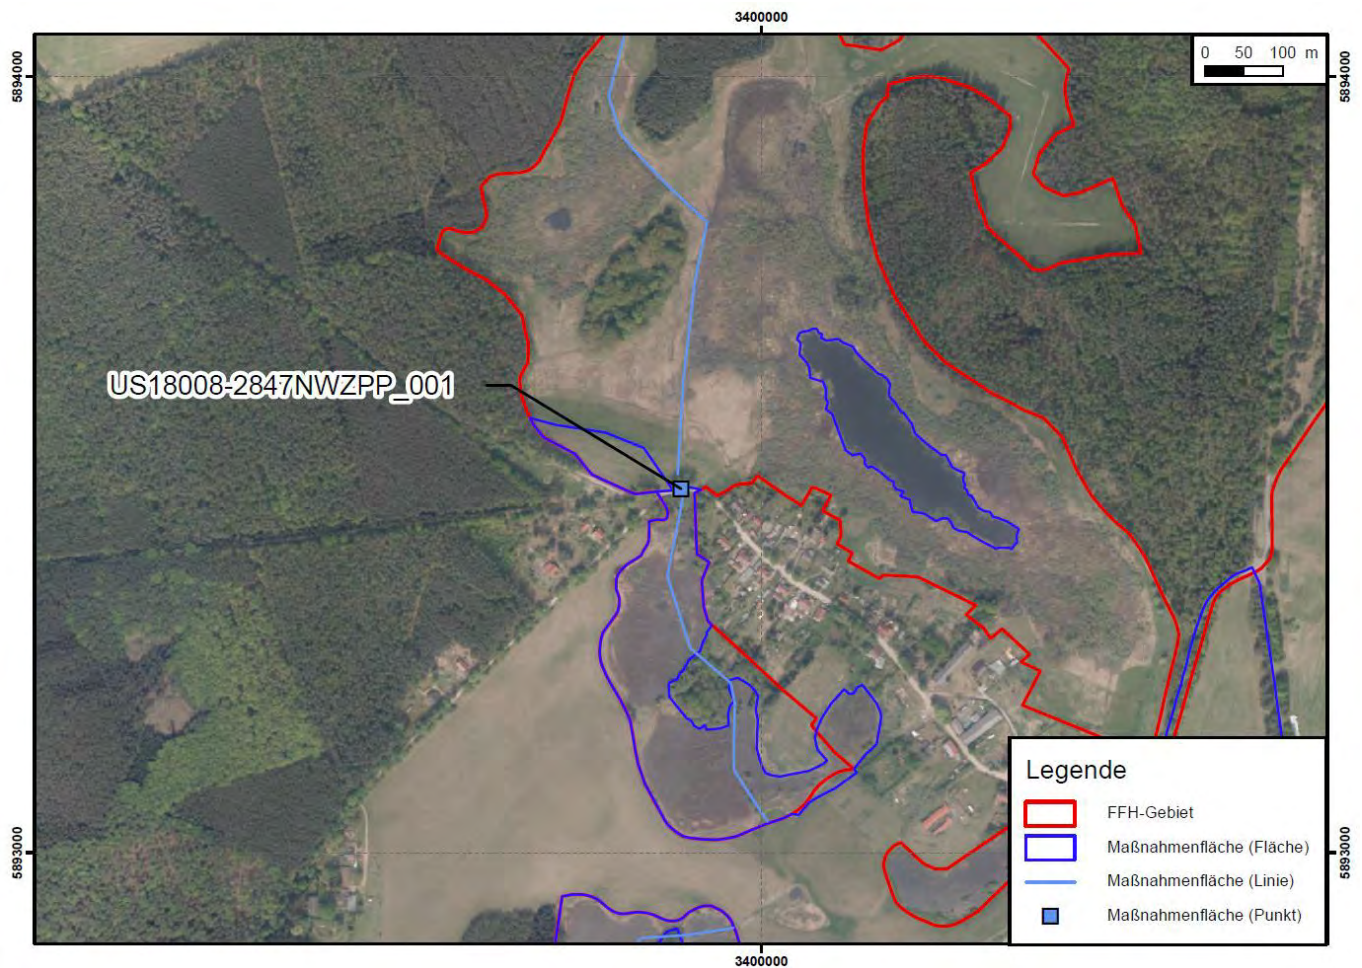 3400000
5894000
0 50 100 m
5894000
US18008-2847NWZPP_001
Legende
FFH-Gebiet
Maßnahmenfläche (Fläche)
Maßnahmenfläche (Linie)
Maßnahmenfläche (Punkt)
5893000
5893000
3400000